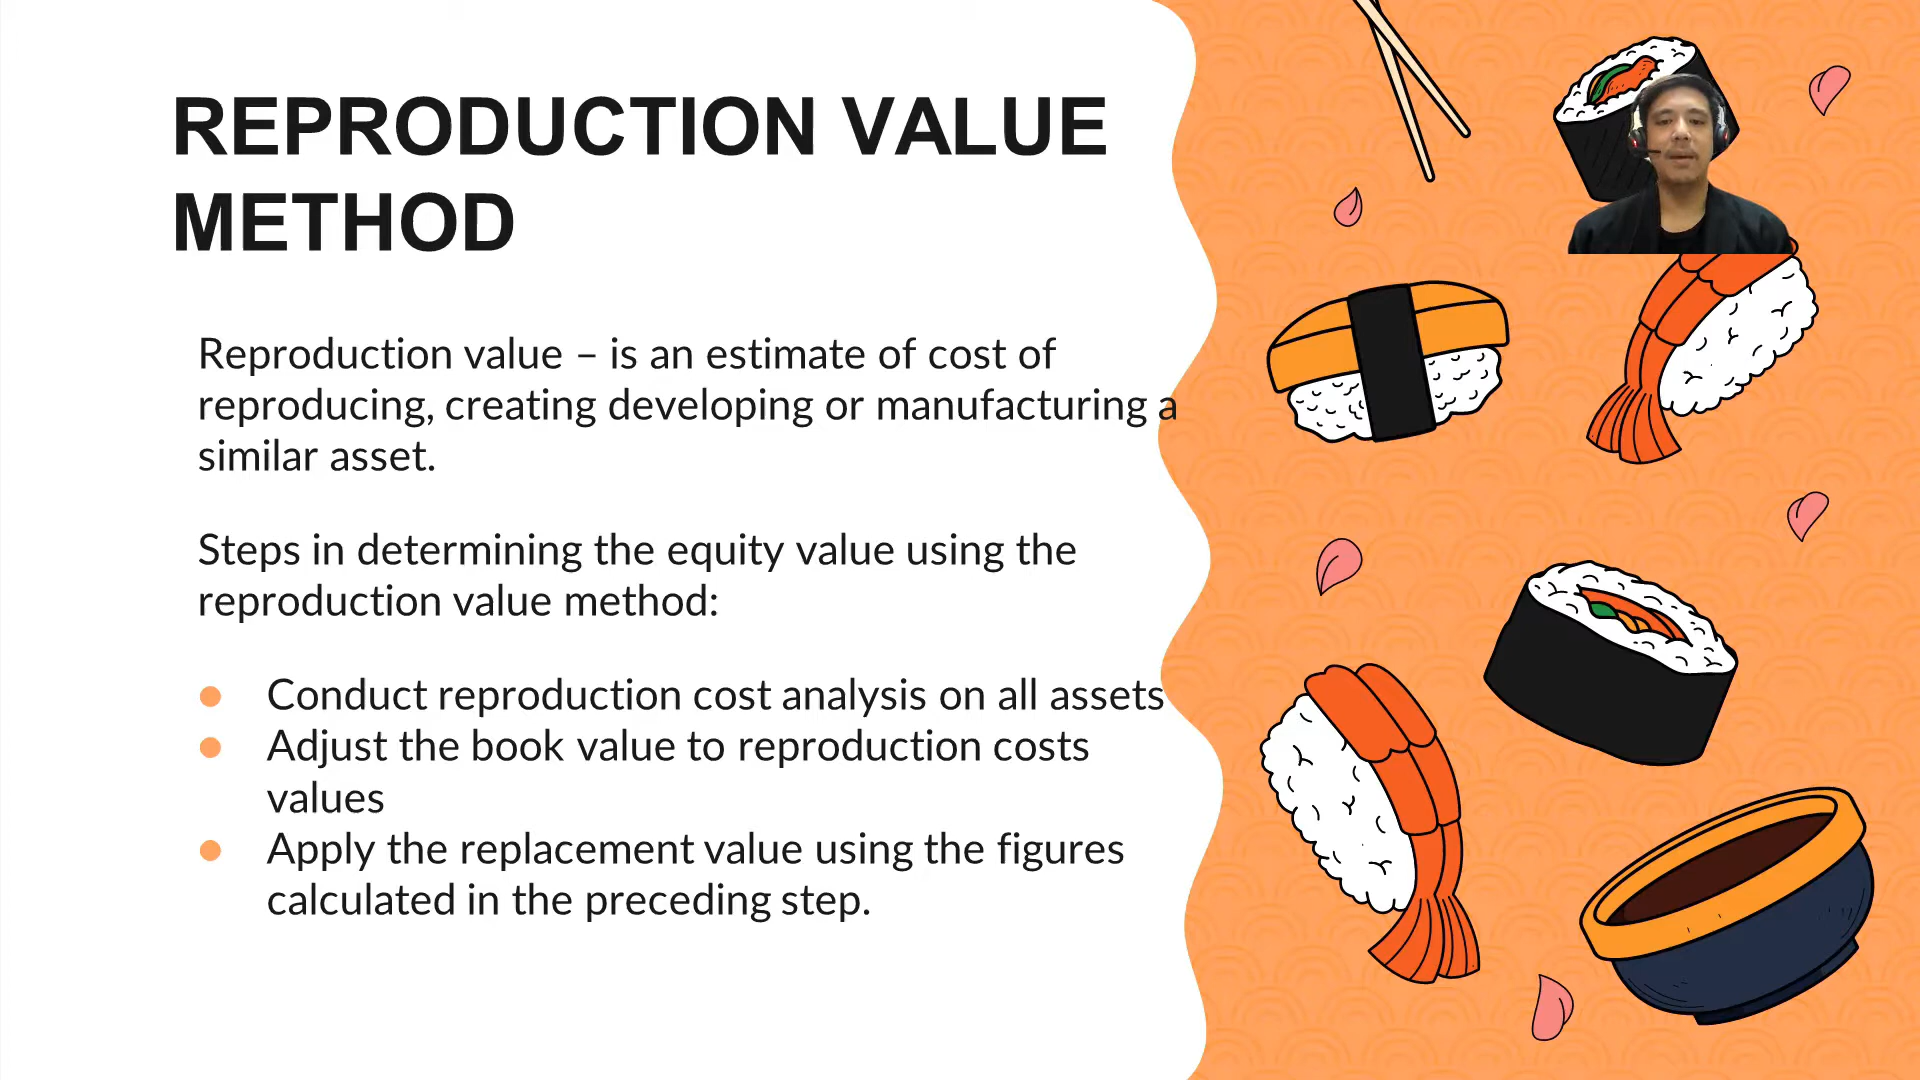 REPRODUCTION VALUE
METHOD
Reproduction value – is an estimate of cost of
reproducing, creating developing or manufacturing a
similar asset.
Steps in determining the equity value using the
reproduction value method:
● Conduct reproduction cost analysis on all assets
● Adjust the book value to reproduction costs
values
● Apply the replacement value using the figures
calculated in the preceding step.